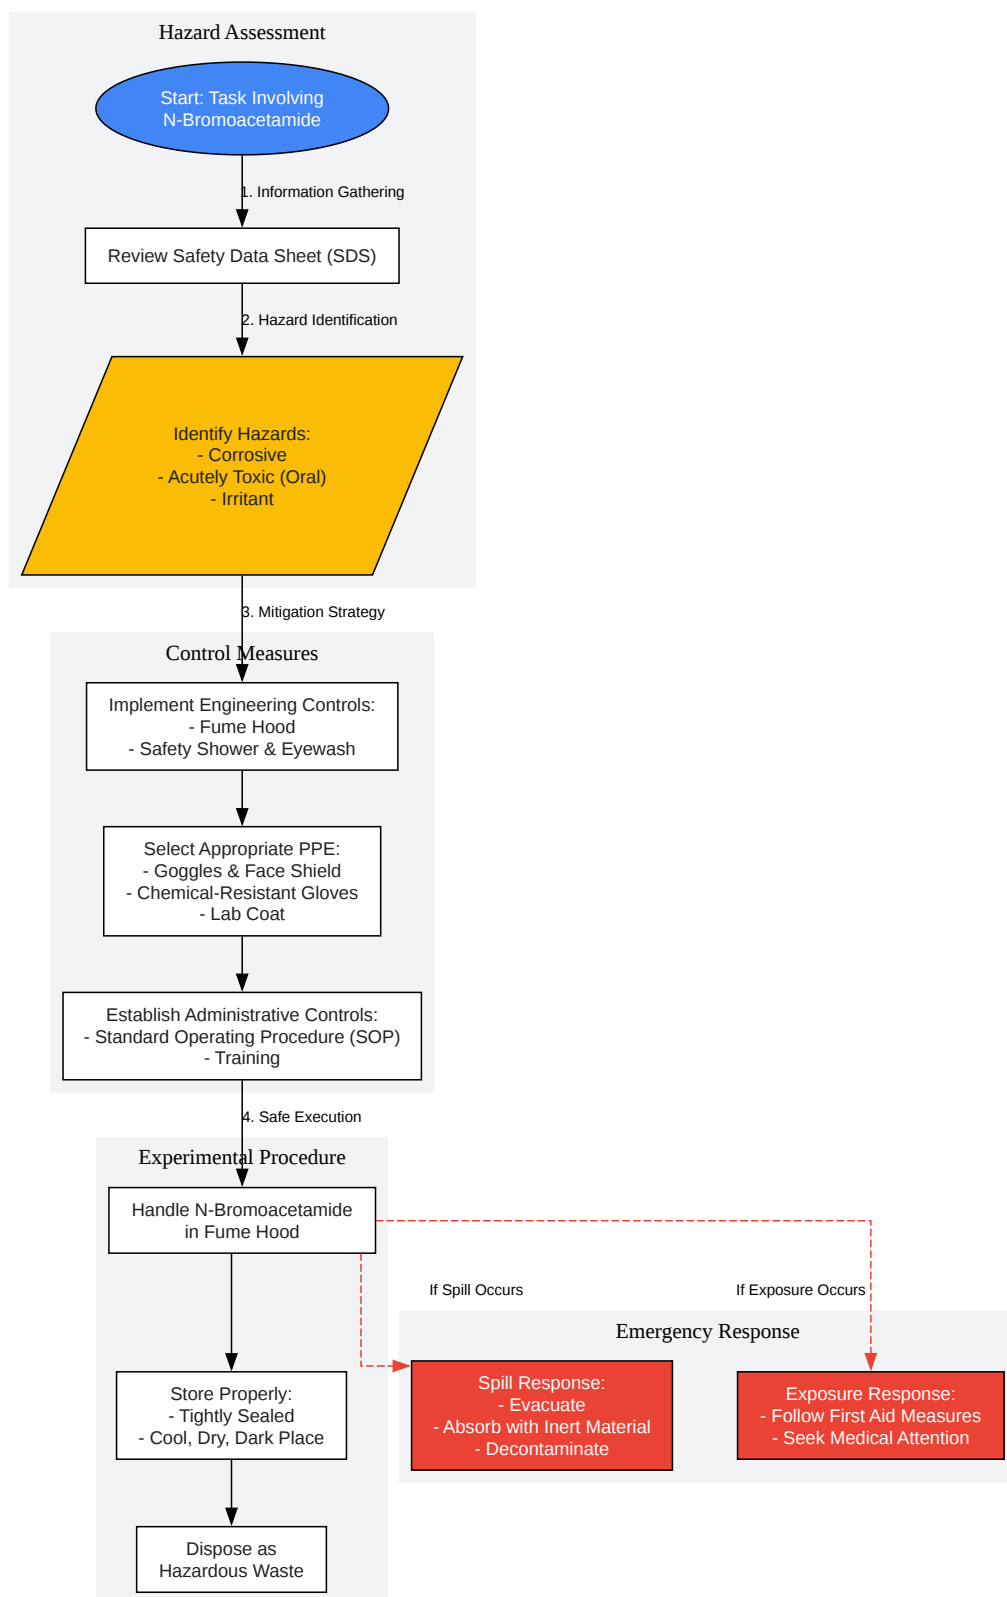 Hazard Assessment
Start: Task Involving
N-Bromoacetamide
1. Information Gathering
Review Safety Data Sheet (SDS)
2. Hazard Identification
Identify Hazards:
- Corrosive
- Acutely Toxic (Oral)
- Irritant
3. Mitigation Strategy
Control Measures
Implement Engineering Controls:
- Fume Hood
- Safety Shower & Eyewash
Select Appropriate PPE:
- Goggles & Face Shield
- Chemical-Resistant Gloves
- Lab Coat
Establish Administrative Controls:
- Standard Operating Procedure (SOP)
- Training
4. Safe Execution
Experimental Procedure
Handle N-Bromoacetamide
in Fume Hood
If Spill Occurs
If Exposure Occurs
Emergency Response
Store Properly:
- Tightly Sealed
- Cool, Dry, Dark Place
Spill Response:
- Evacuate
- Absorb with Inert Material
- Decontaminate
Exposure Response:
- Follow First Aid Measures
- Seek Medical Attention
Dispose as
Hazardous Waste